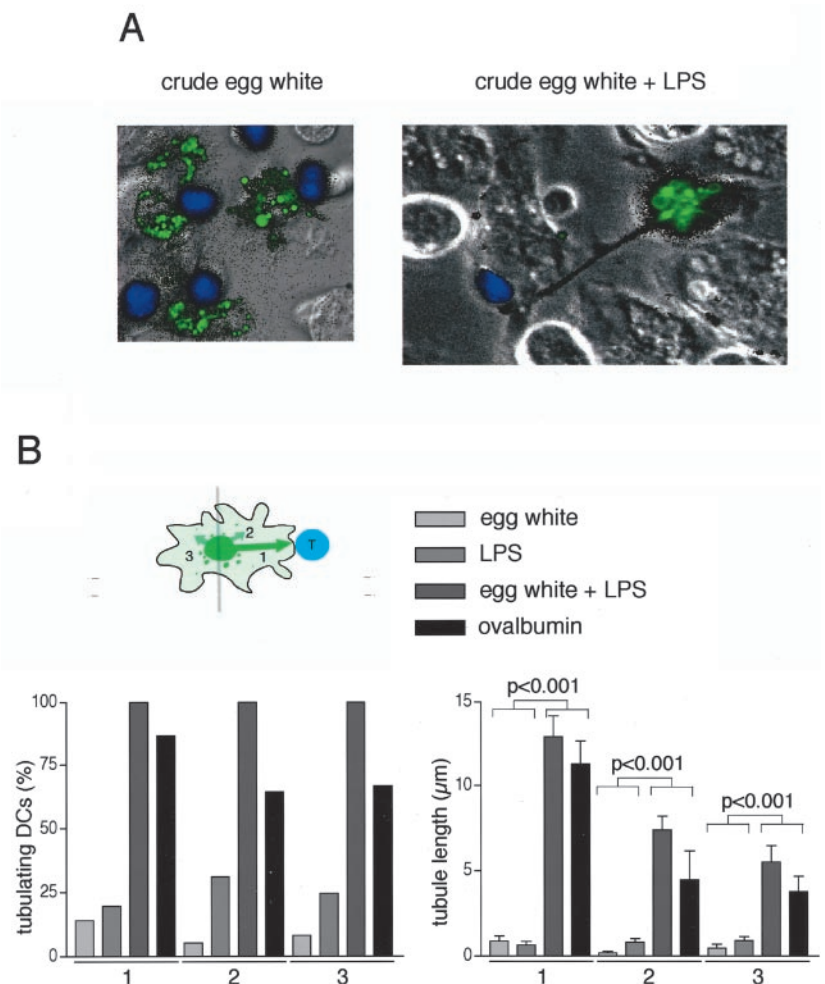 A
crude egg white
crude egg white + LPS
B
2
3
1
T
egg white
LPS
egg white + LPS
ovalbumin
tubulating DCs (%)
100
75
50
25
0
1
2
3
tubule length (µm)
15
10
5
0
p<0.001
p<0.001
p<0.001
1
2
3